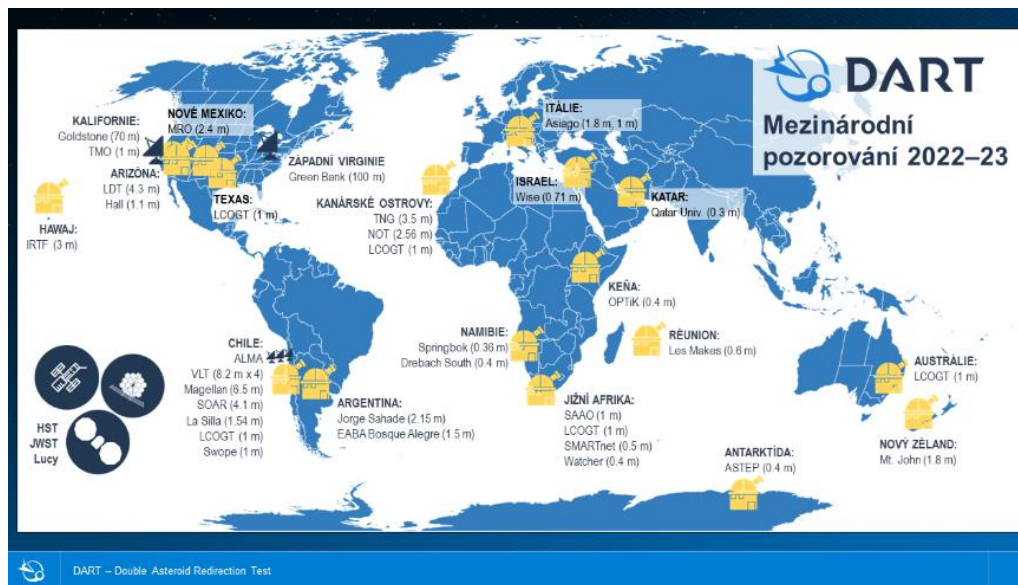 DART
Mezinárodní
pozorování 2022–23
KALIFORNIE:
Goldstone (70 m)
TMO (1 m)
NOVÉ MEXIKO:
MRO (2.4 m)
ARIZÓNA:
LDT (4.3 m)
Hall (1.1 m)
TEXAS:
LCOGT (1 m)
ZÁPADNÍ VIRGINIE
Green Bank (100 m)
HAWAJ:
IRTF (3 m)
KANÁRSKÉ OSTROVY:
TNG (3.5 m)
NOT (2.56 m)
LCOGT (1 m)
ITÁLIE:
Asiago (1.8 m, 1 m)
ISRAEL:
Wise (0.71 m)
KATAR:
Qatar Univ. (0.3 m)
KEŇA:
OPTiK (0.4 m)
NAMIBIE:
Springbok (0.36 m)
Drebach South (0.4 m)
RÉUNION:
Les Makes (0.6 m)
CHILE:
ALMA
VLT (8.2 m x 4)
Magellan (6.5 m)
SOAR (4.1 m)
La Silla (1.54 m)
LCOGT (1 m)
Swope (1 m)
ARGENTINA:
Jorge Sahade (2.15 m)
EABA Bosque Alegre (1.5 m)
JIŽNÍ AFRIKA:
SAAO (1 m)
LCOGT (1 m)
SMARTnet (0.5 m)
Watcher (0.4 m)
AUSTRÁLIE:
LCOGT (1 m)
NOVÝ ZÉLAND:
Mt. John (1.8 m)
ANTARKTÍDA:
ASTEP (0.4 m)
HST
JWST
Lucy
DART – Double Asteroid Redirection Test